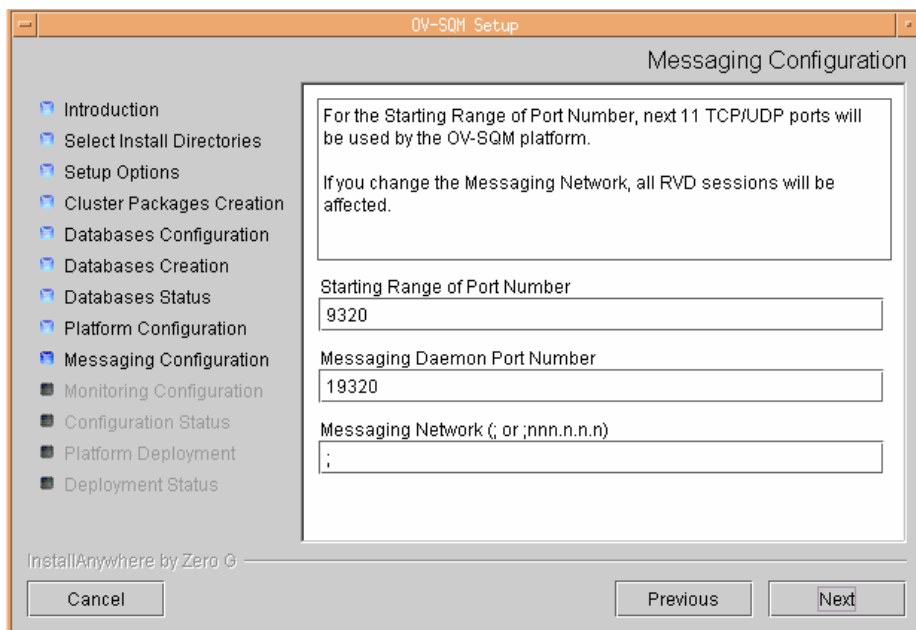 OV-SQM Setup
Messaging Configuration
Introduction
Select Install Directories
Setup Options
Cluster Packages Creation
Databases Configuration
Databases Creation
Databases Status
Platform Configuration
Messaging Configuration
Monitoring Configuration
Configuration Status
Platform Deployment
Deployment Status
For the Starting Range of Port Number, next 11 TCP/UDP ports will
be used by the OV-SQM platform.
If you change the Messaging Network, all RVD sessions will be
affected.
Starting Range of Port Number
9320
Messaging Daemon Port Number
19320
Messaging Network (; or ;nnn.n.n.n)
;
InstallAnywhere by Zero G
Cancel
Previous
Next